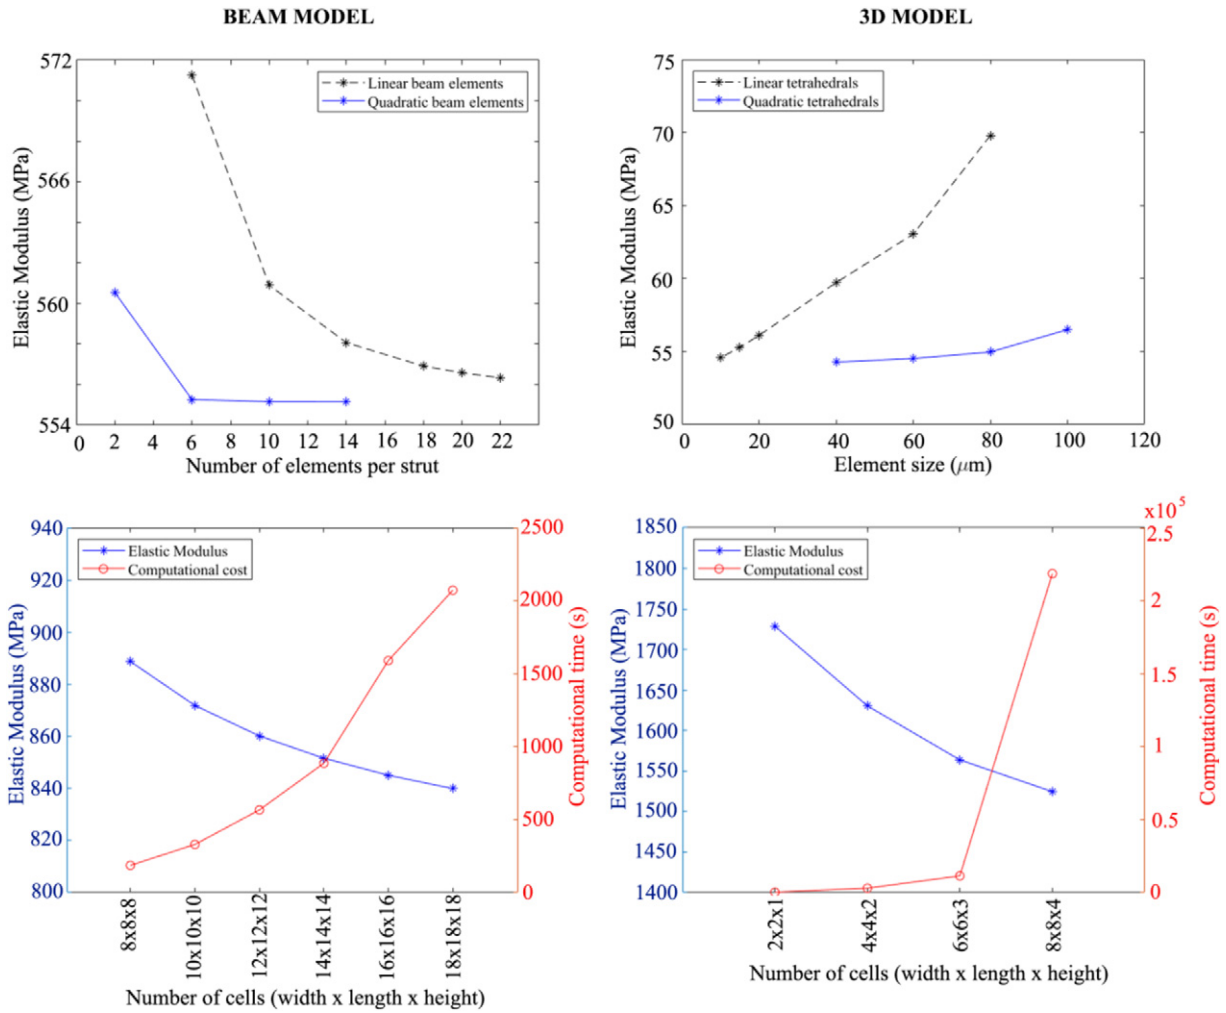 BEAM MODEL
572
566
560
554
Elastic Modulus (MPa)
Linear beam elements
Quadratic beam elements
0 2 4 6 8 10 12 14 16 18 20 22
Number of elements per strut
3D MODEL
75
70
65
60
55
50
Elastic Modulus (MPa)
Linear tetrahedrals
Quadratic tetrahedrals
0 20 40 60 80 100 120
Element size (μm)
940
920
900
880
860
840
820
800
Elastic Modulus (MPa)
Elastic Modulus
Computational cost
2500
2000
1500
1000
500
0
Computational time (s)
8x8x8
10x10x10
12x12x12
14x14x14
16x16x16
18x18x18
Number of cells (width x length x height)
1850
1800
1750
1700
1650
1600
1550
1500
1450
1400
Elastic Modulus (MPa)
Elastic Modulus
Computational cost
x10⁵
2.5
2
1.5
1
0.5
0
Computational time (s)
2x2x1
4x4x2
6x6x3
8x8x4
Number of cells (width x length x height)